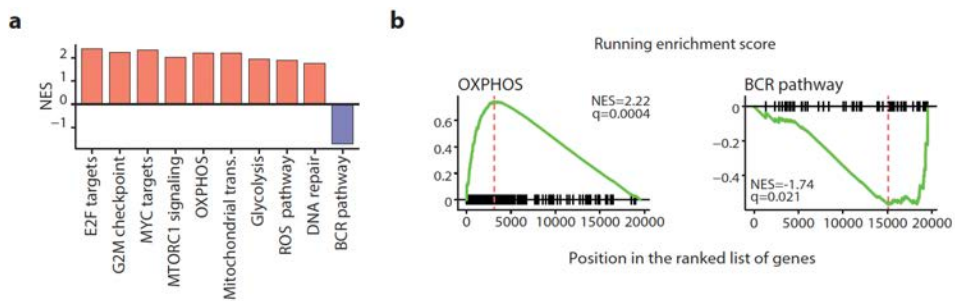 a
NES
2
1
0
−1
E2F targets
G2M checkpoint
MYC targets
MTORC1 signaling
OXPHOS
Mitochondrial trans.
Glycolysis
ROS pathway
DNA repair
BCR pathway
b
Running enrichment score
OXPHOS
NES=2.22
q=0.0004
0.6
0.4
0.2
0
0 5000 10000 15000 20000
BCR pathway
0
−0.2
−0.4
−0.6
NES=-1.74
q=0.021
0 5000 10000 15000 20000
Position in the ranked list of genes